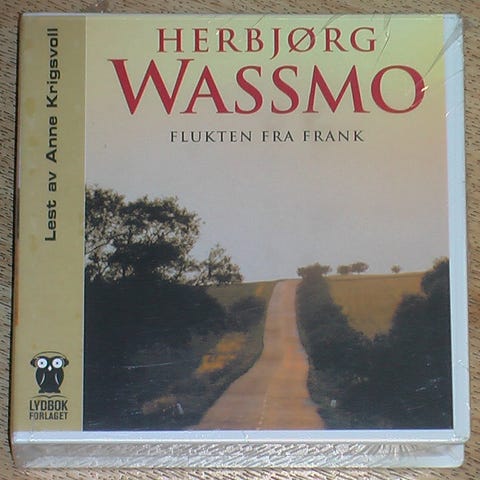 HERBJØRG
WASSMO
FLUKTEN FRA FRANK
Lest av Anne Krigsvoll
LYDBOK
FORLAGET